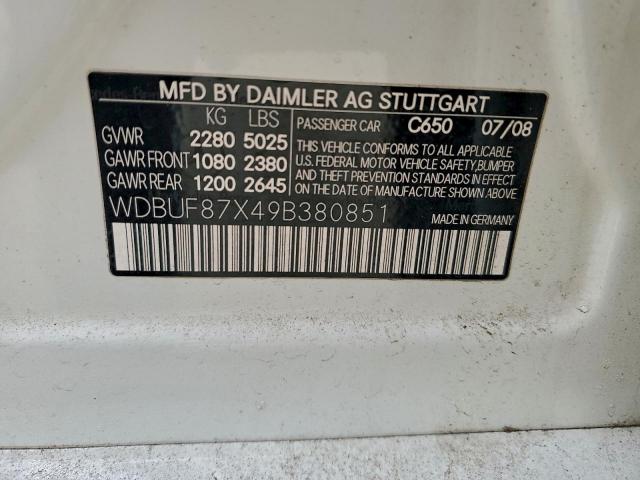 MFD BY DAIMLER AG STUTTGART
KG LBS
GVWR 2280 5025
GAWR FRONT 1080 2380
GAWR REAR 1200 2645
PASSENGER CAR C650 07/08
THIS VEHICLE CONFORMS TO ALL APPLICABLE
U.S. FEDERAL MOTOR VEHICLE SAFETY, BUMPER
AND THEFT PREVENTION STANDARDS IN EFFECT
ON THE DATE OF MANUFACTURE SHOWN ABOVE.
WDBUF87X49B380851
MADE IN GERMANY